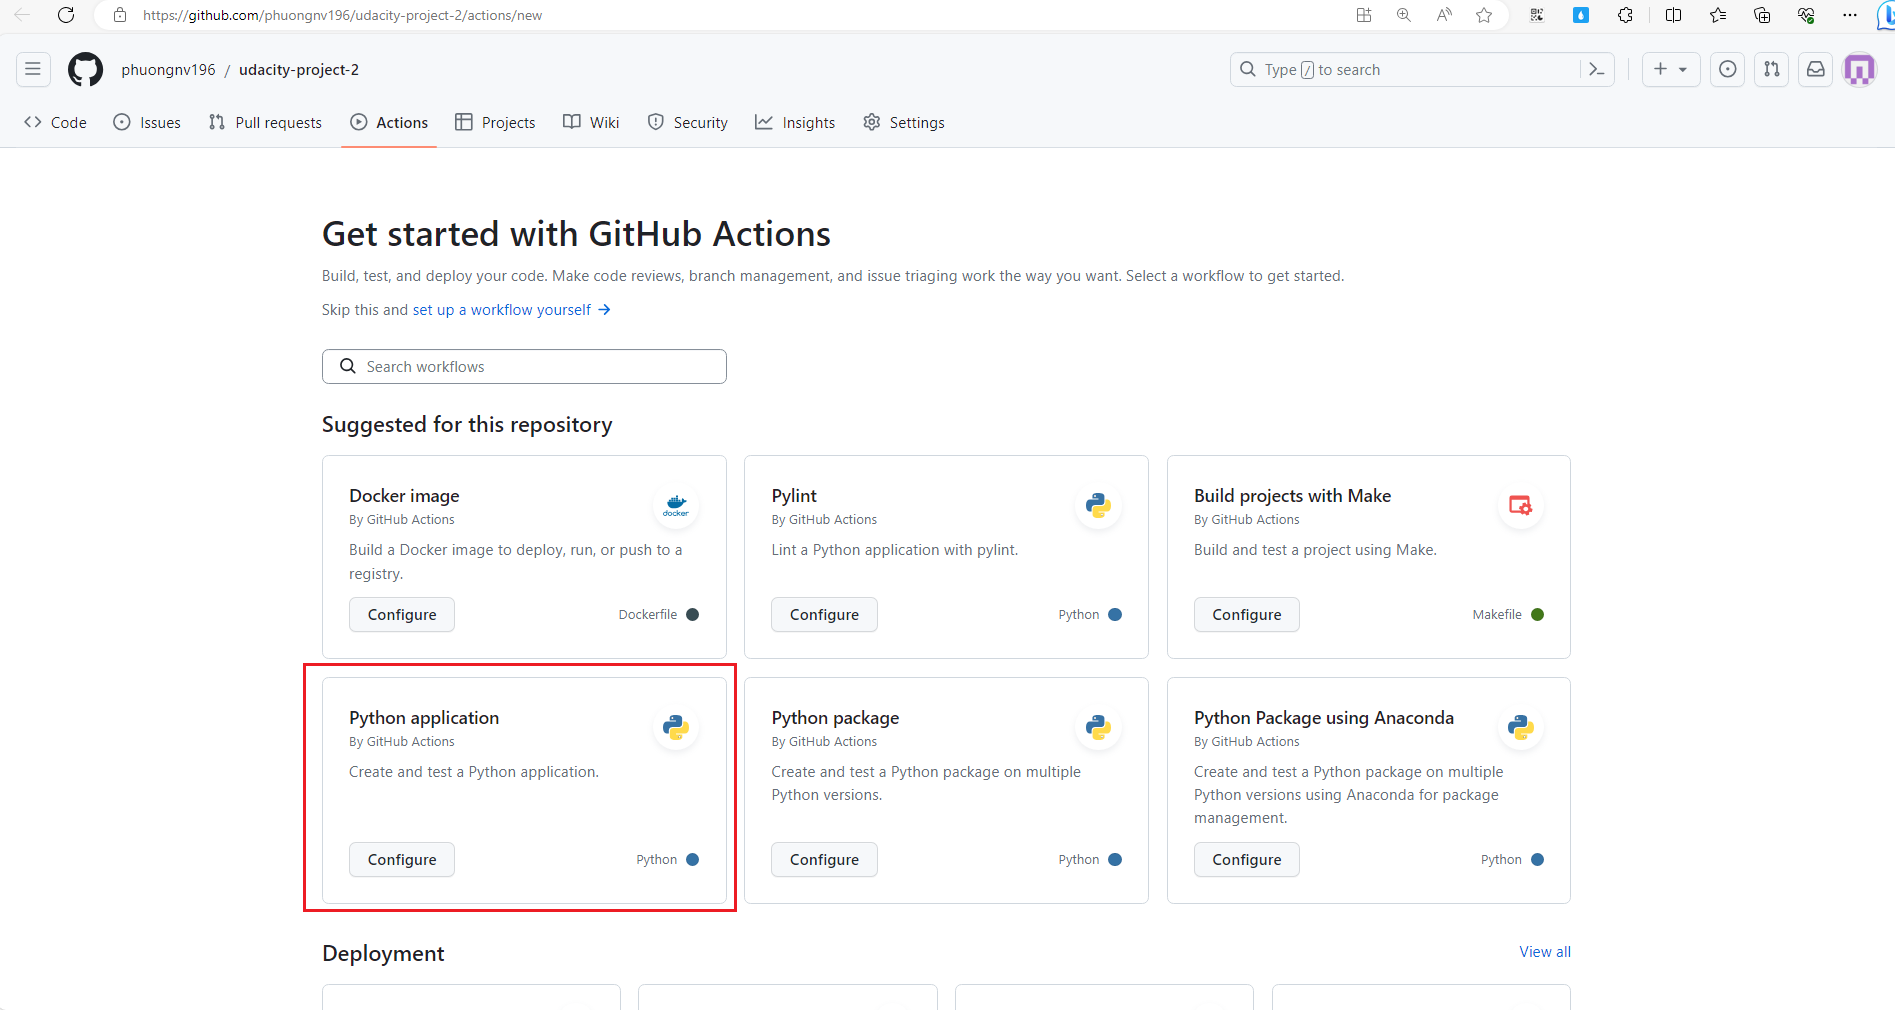 https://github.com/phuongnv196/udacity-project-2/actions/new
phuongnv196 / udacity-project-2
Type / to search
Code Issues Pull requests Actions Projects Wiki Security Insights Settings
Get started with GitHub Actions
Build, test, and deploy your code. Make code reviews, branch management, and issue triaging work the way you want. Select a workflow to get started.
Skip this and set up a workflow yourself →
Search workflows
Suggested for this repository
Docker image
By GitHub Actions
docker
Build a Docker image to deploy, run, or push to a
registry.
Configure
Dockerfile
Pylint
By GitHub Actions
Lint a Python application with pylint.
Configure
Python
Build projects with Make
By GitHub Actions
Build and test a project using Make.
Configure
Makefile
Python application
By GitHub Actions
Create and test a Python application.
Configure
Python
Python package
By GitHub Actions
Create and test a Python package on multiple
Python versions.
Configure
Python
Python Package using Anaconda
By GitHub Actions
Create and test a Python package on multiple
Python versions using Anaconda for package
management.
Configure
Python
Deployment
View all